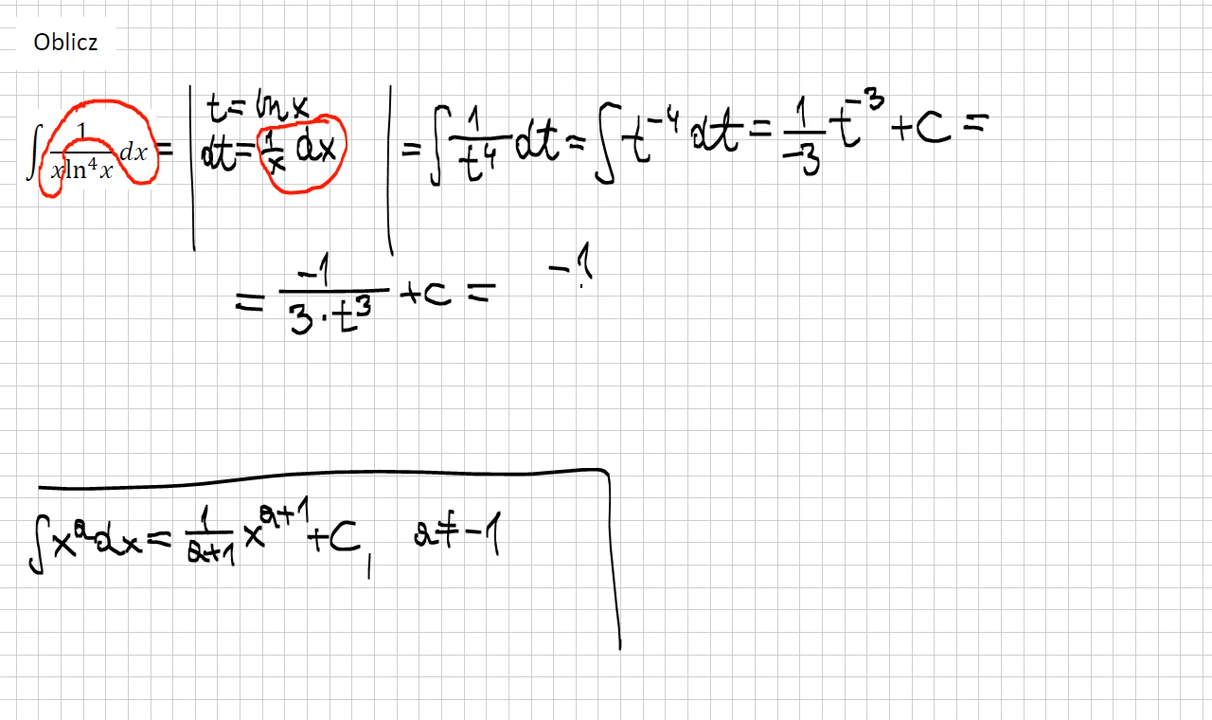 Oblicz
∫ 1/(x ln⁴ x) dx = | t = ln x
dt = 1/x dx | = ∫ 1/t⁴ dt = ∫ t⁻⁴ dt = 1/-3 t⁻³ + C =
= -1/(3 · t³) + C = -1
∫ xᵃ dx = 1/(a+1) xᵃ⁺¹ + C, a ≠ -1